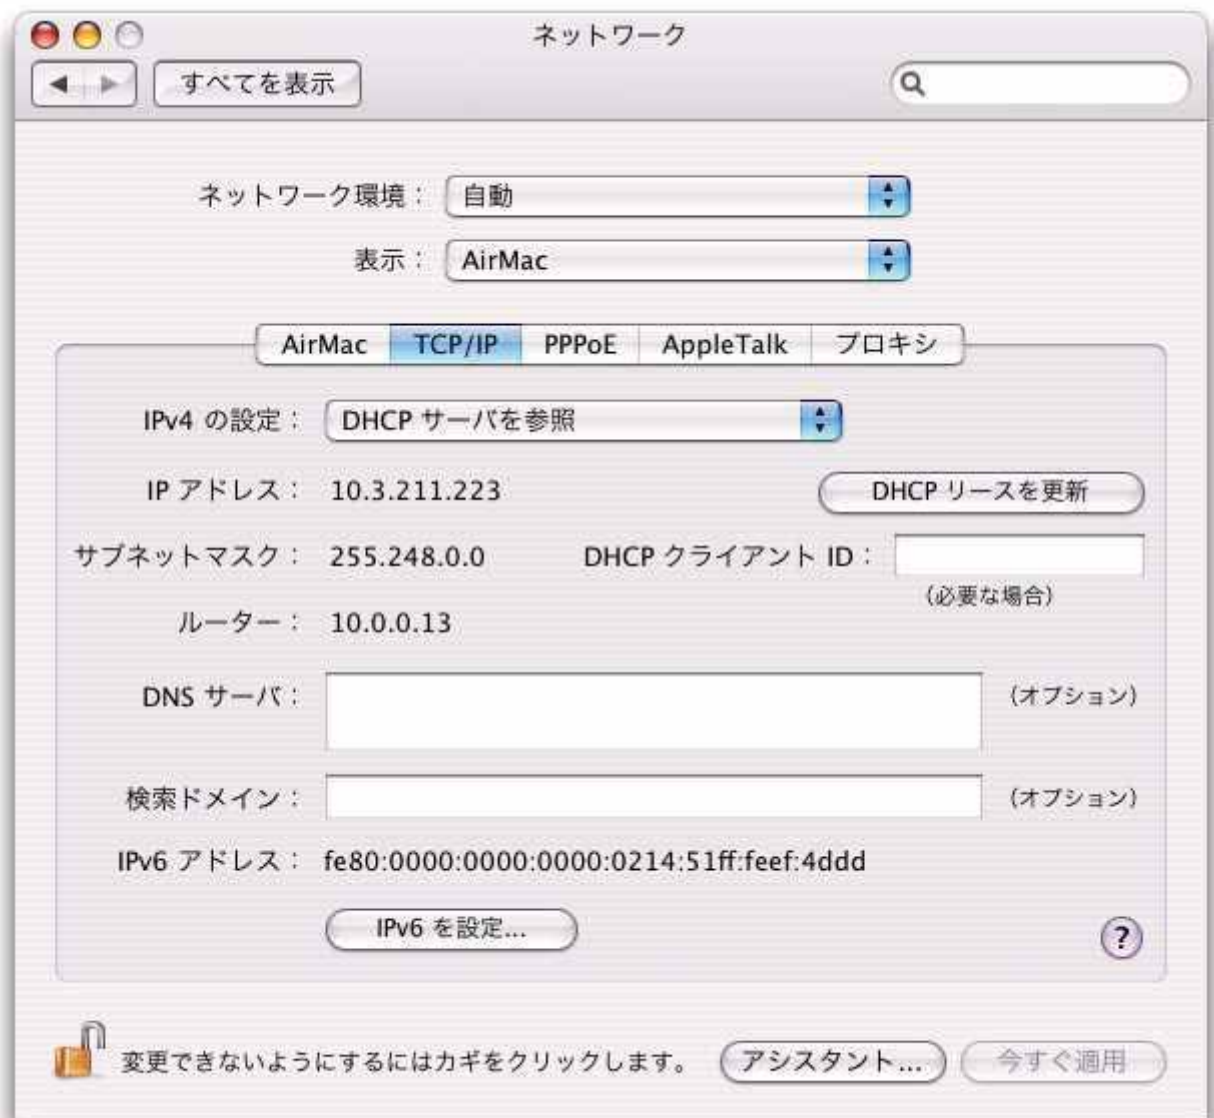 ネットワーク
すべてを表示
ネットワーク環境： 自動
表示： AirMac
AirMac TCP/IP PPPoE AppleTalk プロキシ
IPv4 の設定： DHCP サーバを参照
IP アドレス： 10.3.211.223 DHCP リースを更新
サブネットマスク： 255.248.0.0 DHCP クライアント ID：
（必要な場合）
ルーター： 10.0.0.13
DNS サーバ： （オプション）
検索ドメイン： （オプション）
IPv6 アドレス： fe80:0000:0000:0000:0214:51ff:feef:4ddd
IPv6 を設定... ?
変更できないようにするにはカギをクリックします。 アシスタント... 今すぐ適用